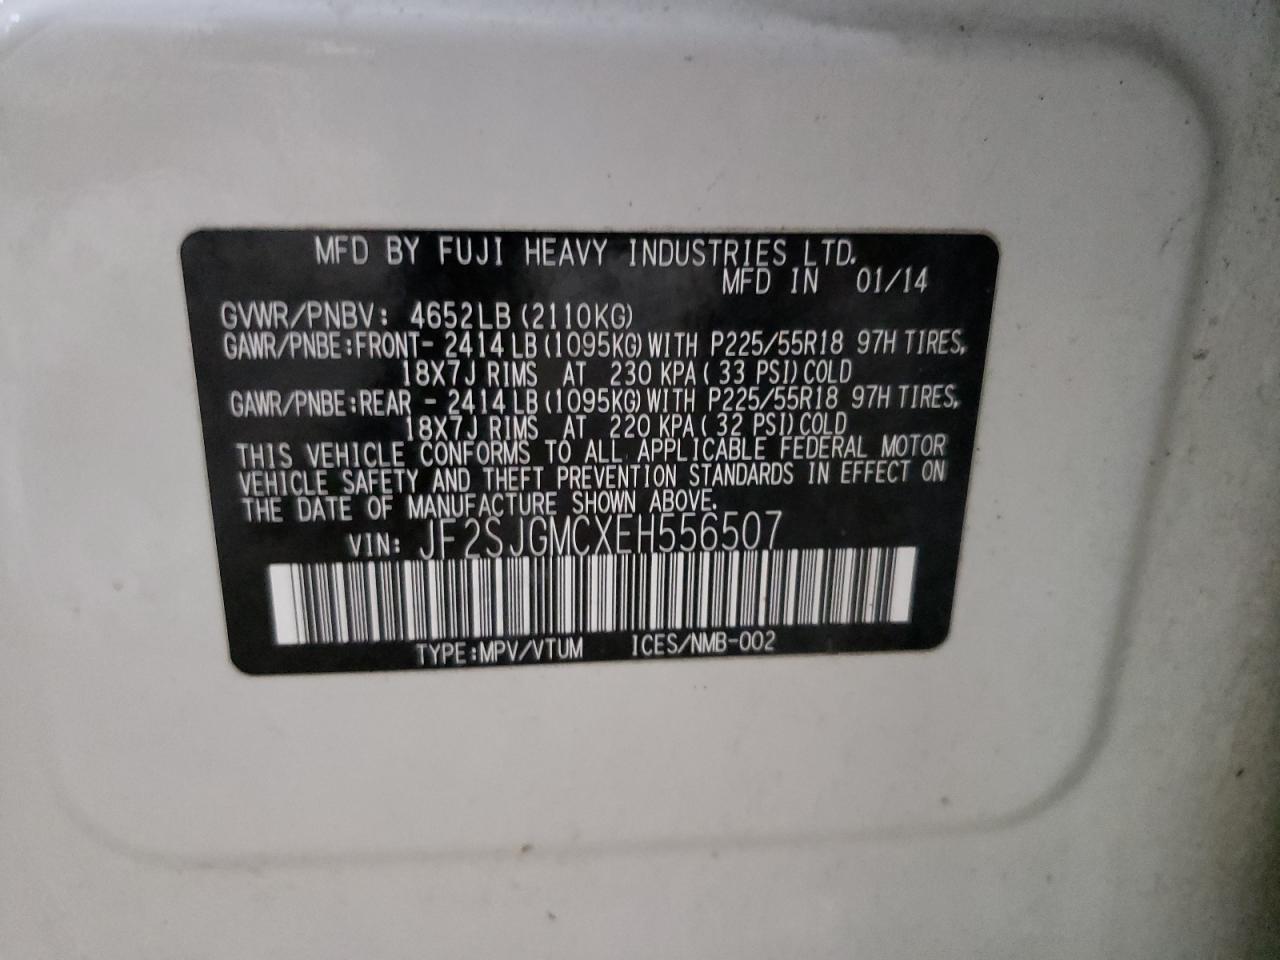 MFD BY FUJI HEAVY INDUSTRIES LTD.
MFD IN 01/14
GVWR/PNBV: 4652LB (2110KG)
GAWR/PNBE:FRONT- 2414LB (1095KG) WITH P225/55R18 97H TIRES,
18X7J RIMS AT 230 KPA ( 33 PSI) COLD
GAWR/PNBE:REAR - 2414LB (1095KG) WITH P225/55R18 97H TIRES,
18X7J RIMS AT 220 KPA ( 32 PSI) COLD
THIS VEHICLE CONFORMS TO ALL APPLICABLE FEDERAL MOTOR
VEHICLE SAFETY AND THEFT PREVENTION STANDARDS IN EFFECT ON
THE DATE OF MANUFACTURE SHOWN ABOVE.
VIN: JF2SJGMCXEH556507
TYPE:MPV/VTUM ICES/NMB-002